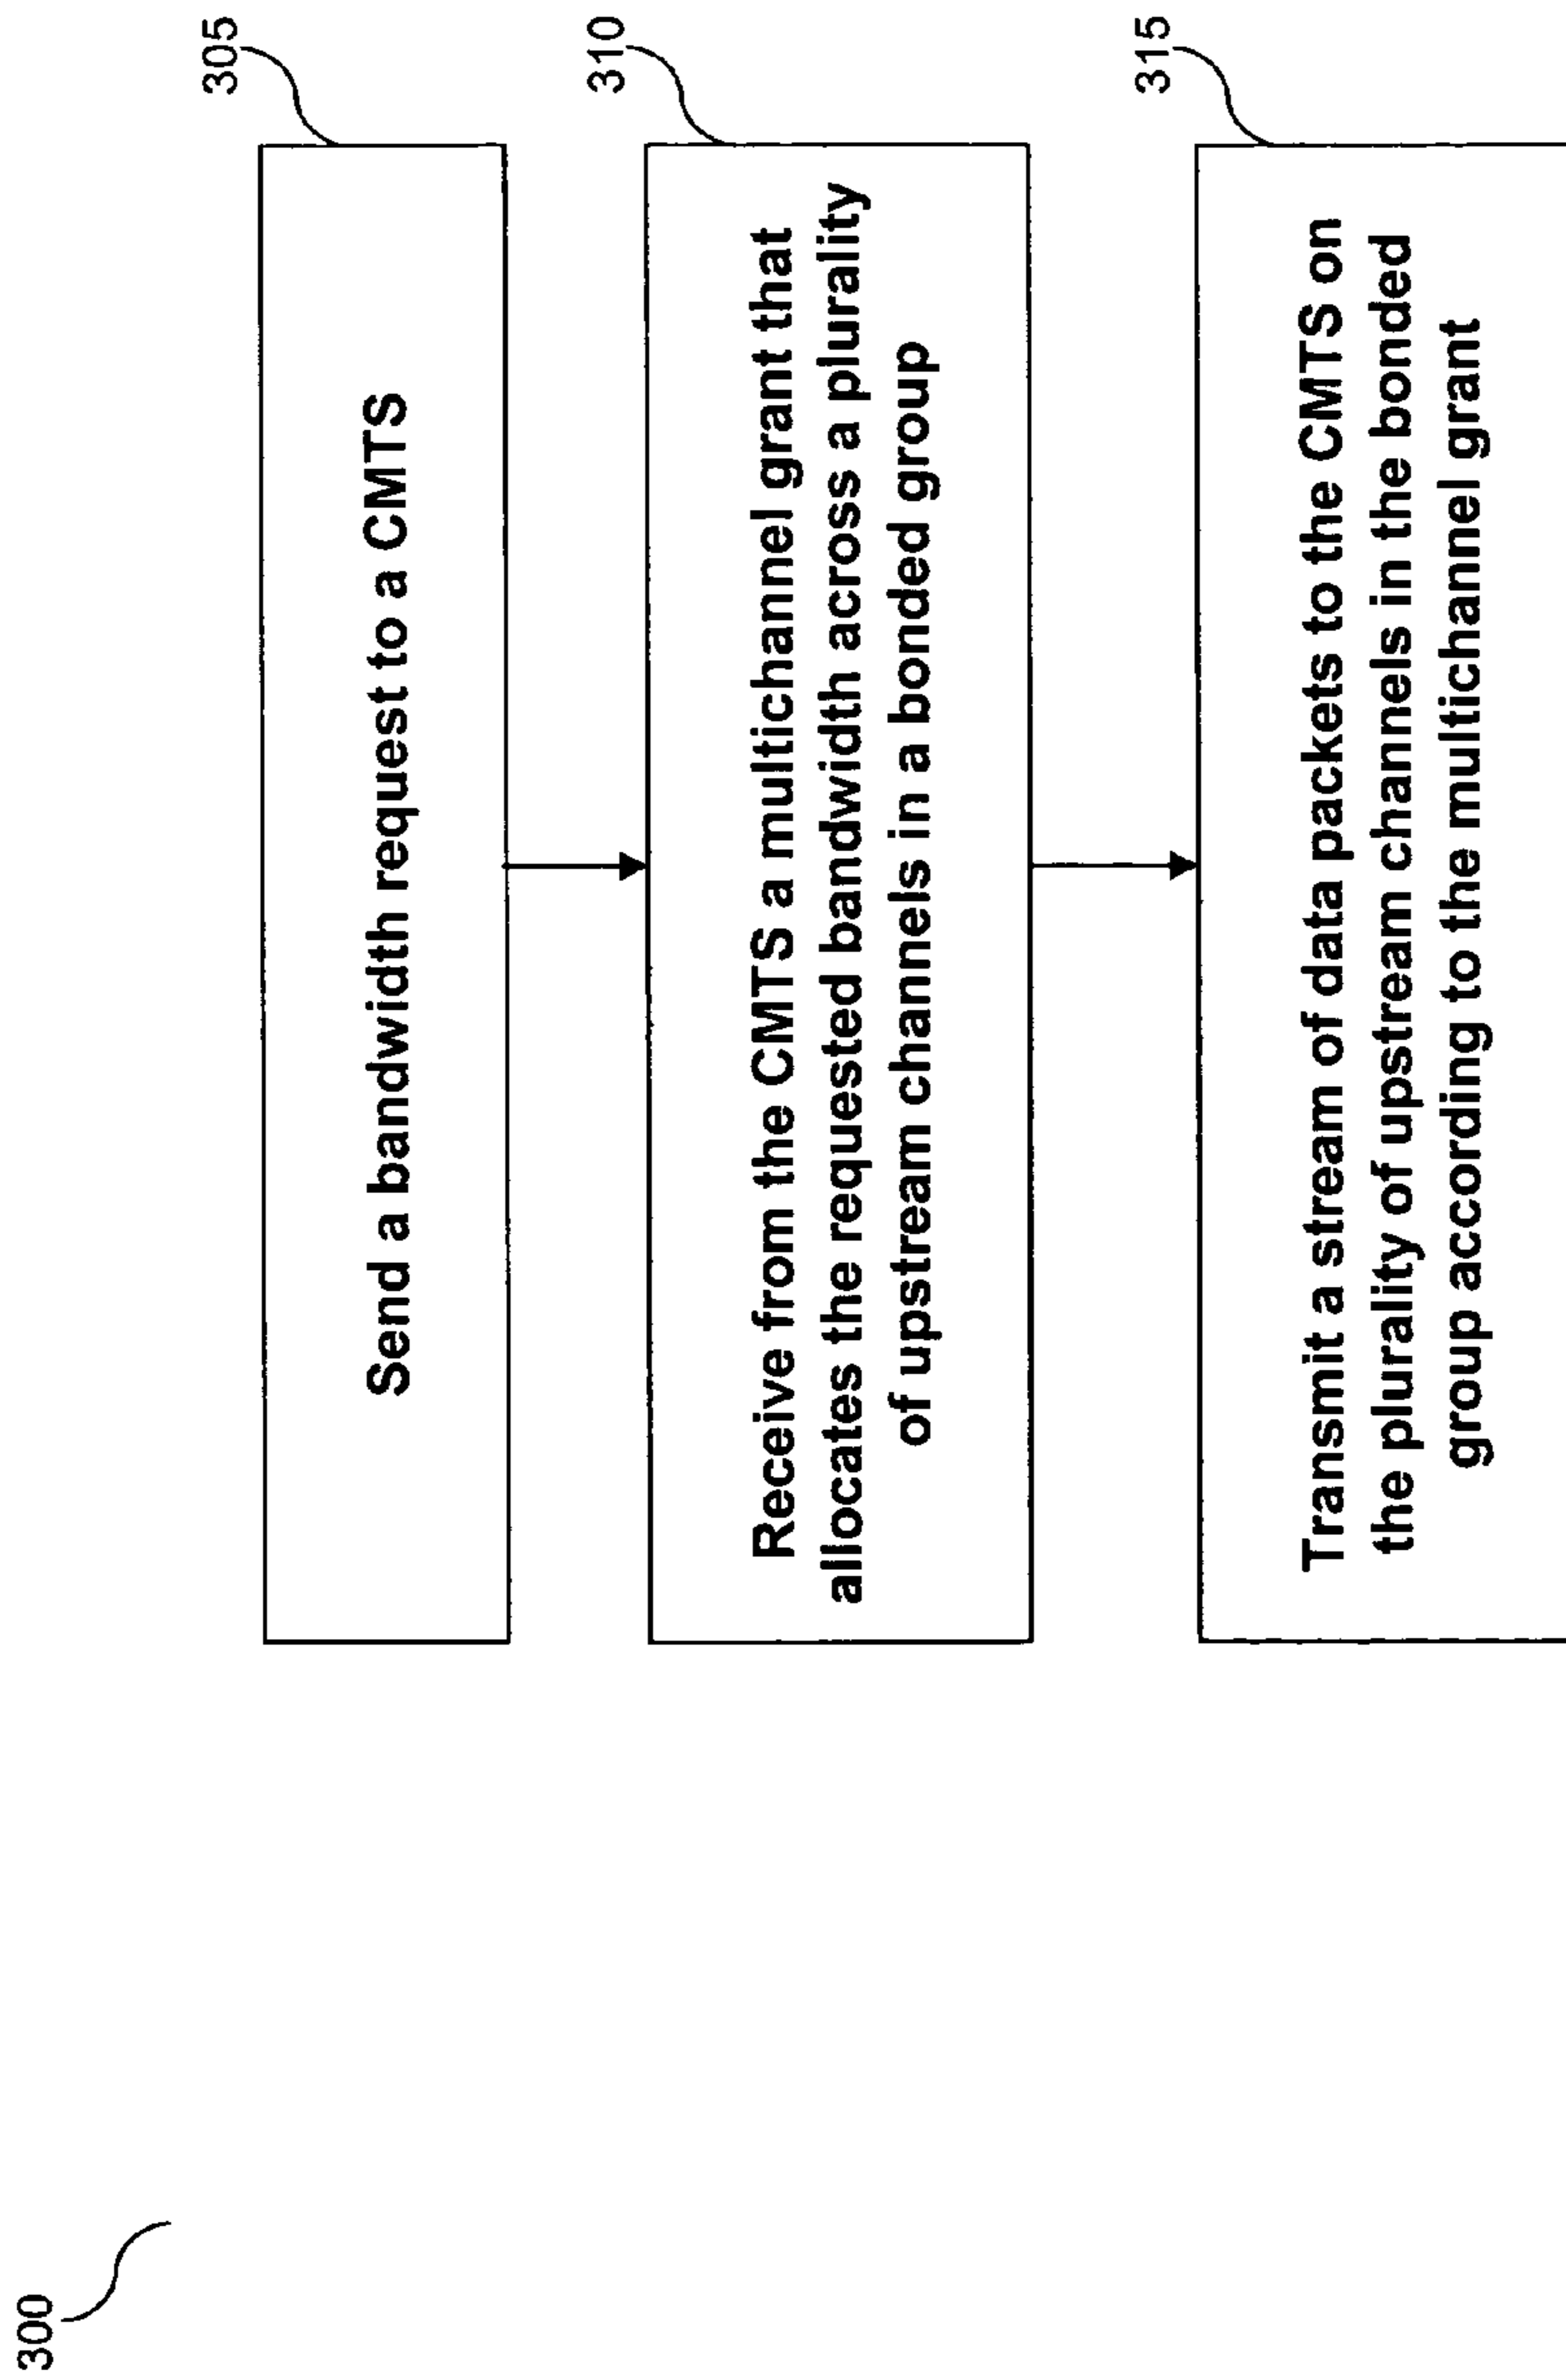 300
305
Send a bandwidth request to a CMTS
310
Receive from the CMTS a multichannel grant that
allocates the requested bandwidth across a plurality
of upstream channels in a bonded group
315
Transmit a stream of data packets to the CMTS on
the plurality of upstream channels in the bonded
group according to the multichannel grant